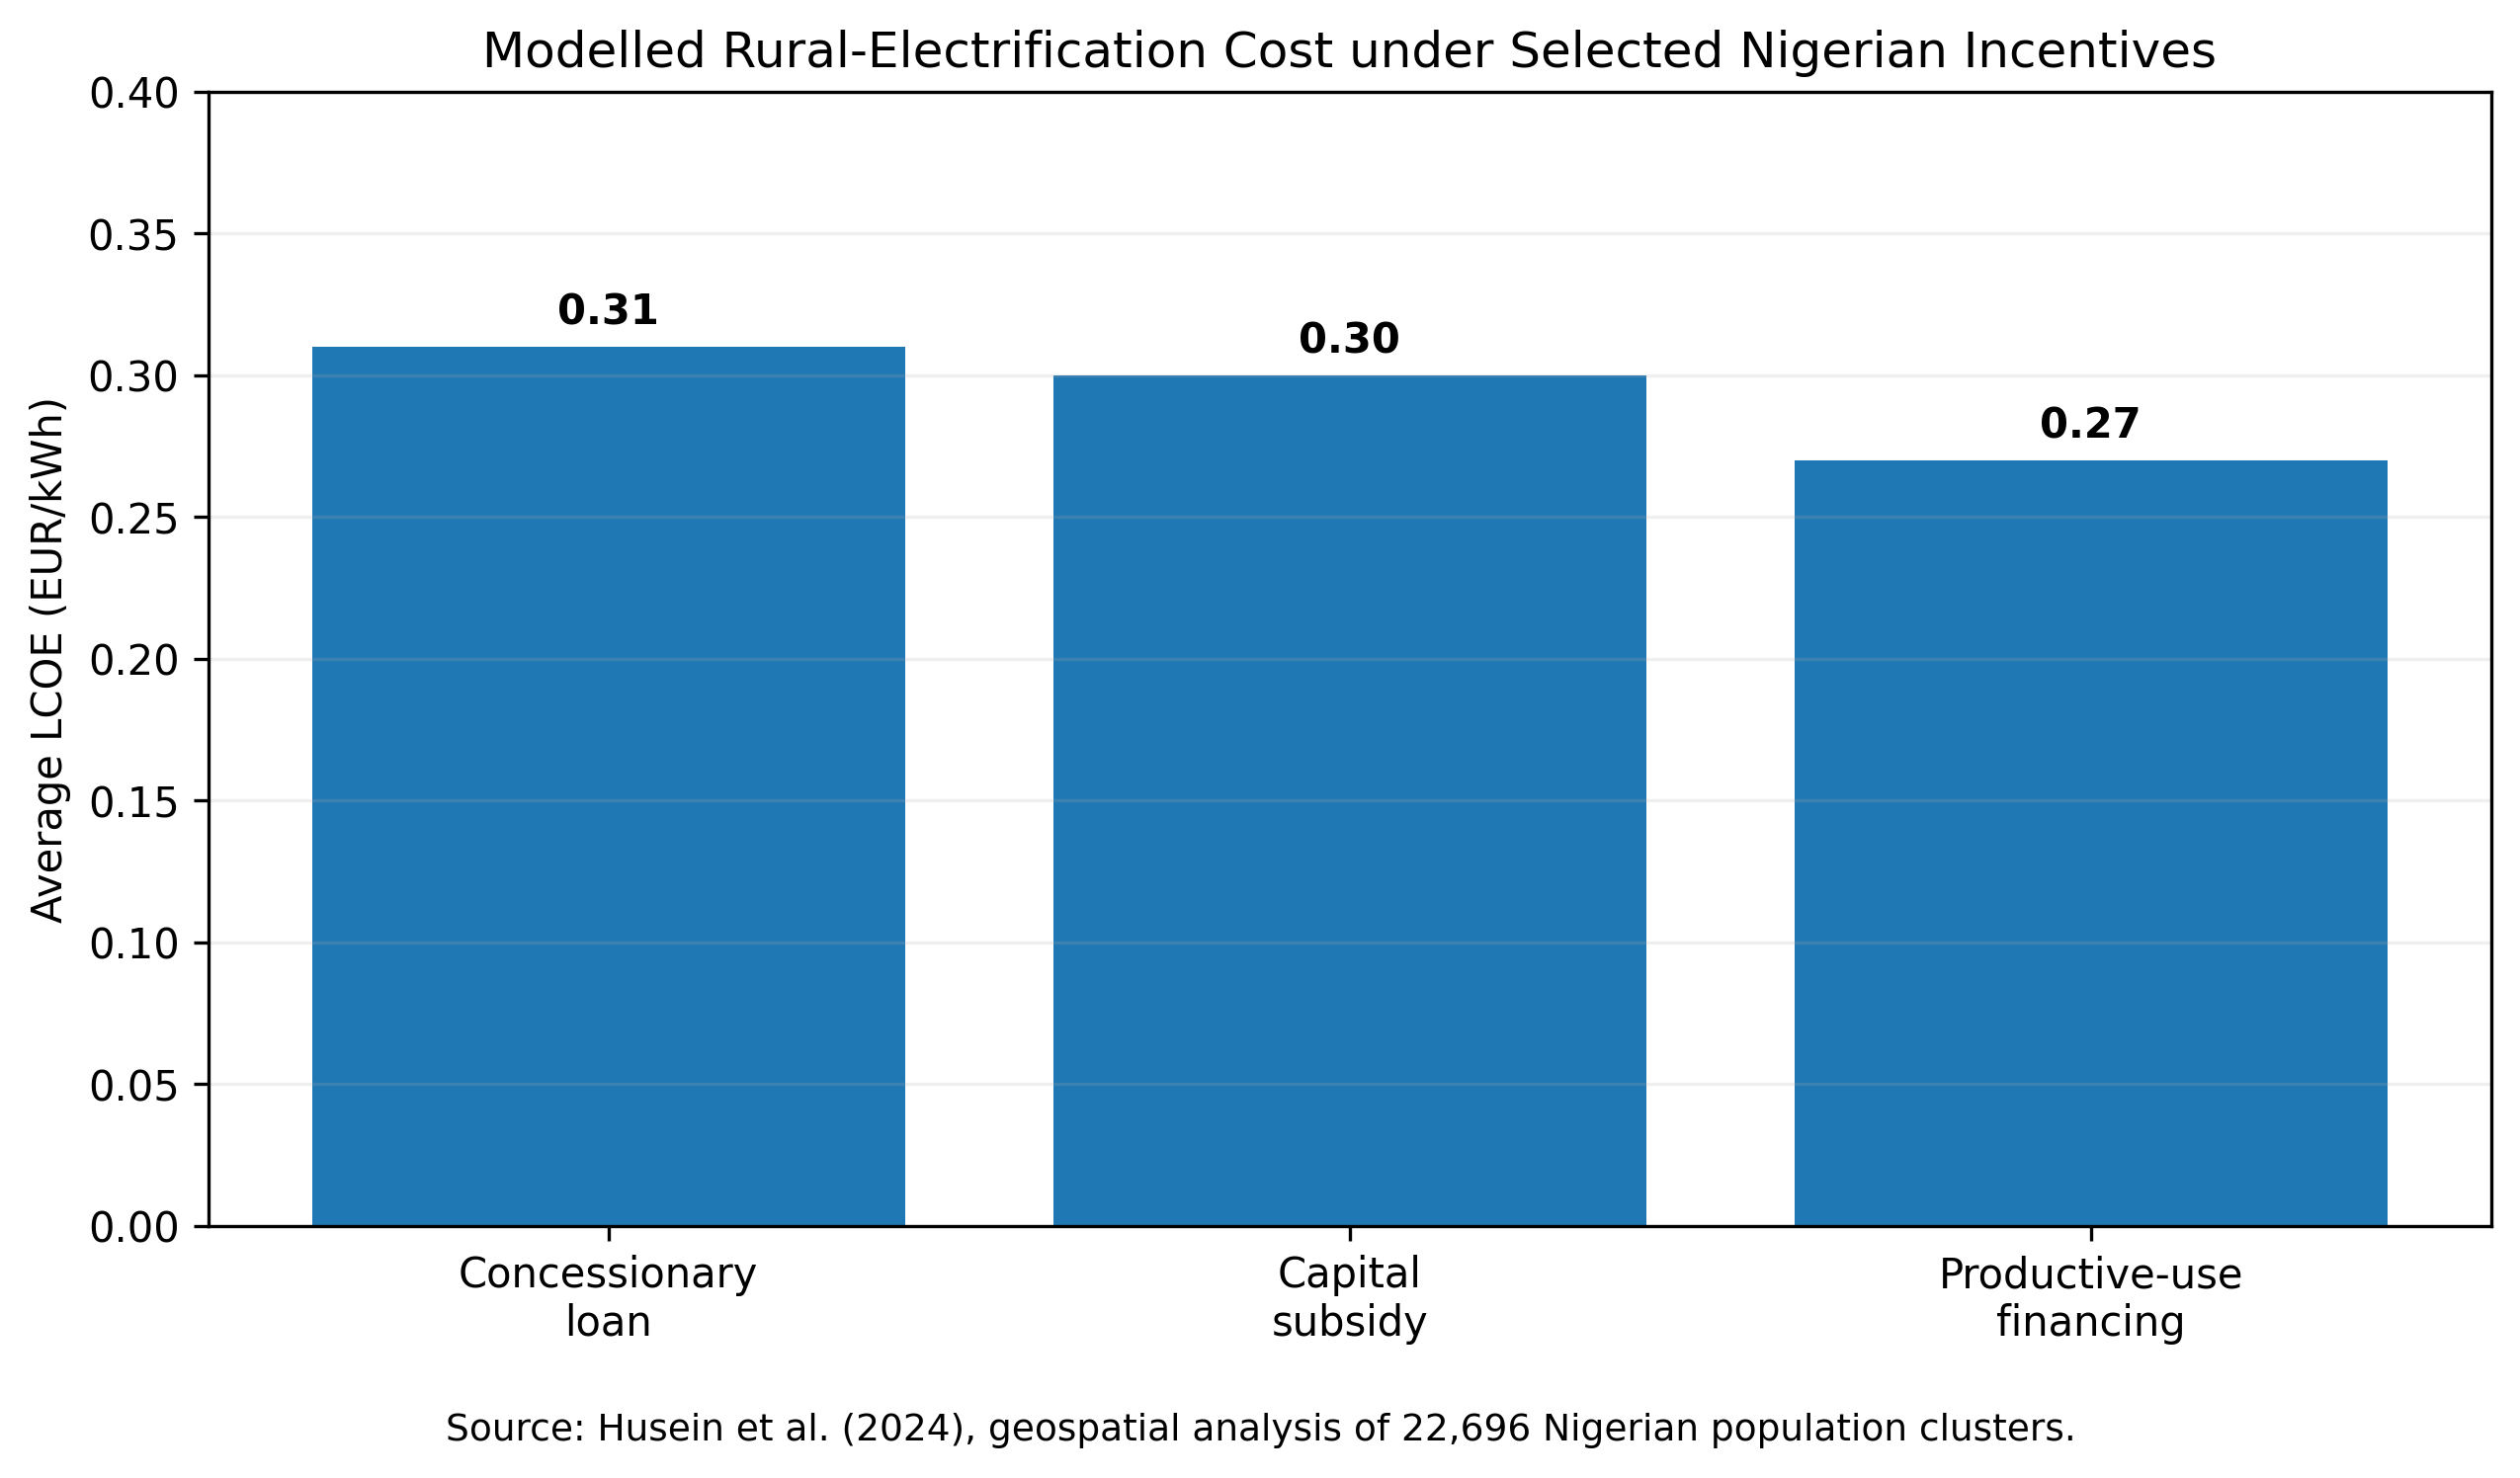 Modelled Rural-Electrification Cost under Selected Nigerian Incentives
Average LCOE (EUR/kWh)
0.40
0.35
0.30
0.25
0.20
0.15
0.10
0.05
0.00
0.31
0.30
0.27
Concessionary
loan
Capital
subsidy
Productive-use
financing
Source: Husein et al. (2024), geospatial analysis of 22,696 Nigerian population clusters.